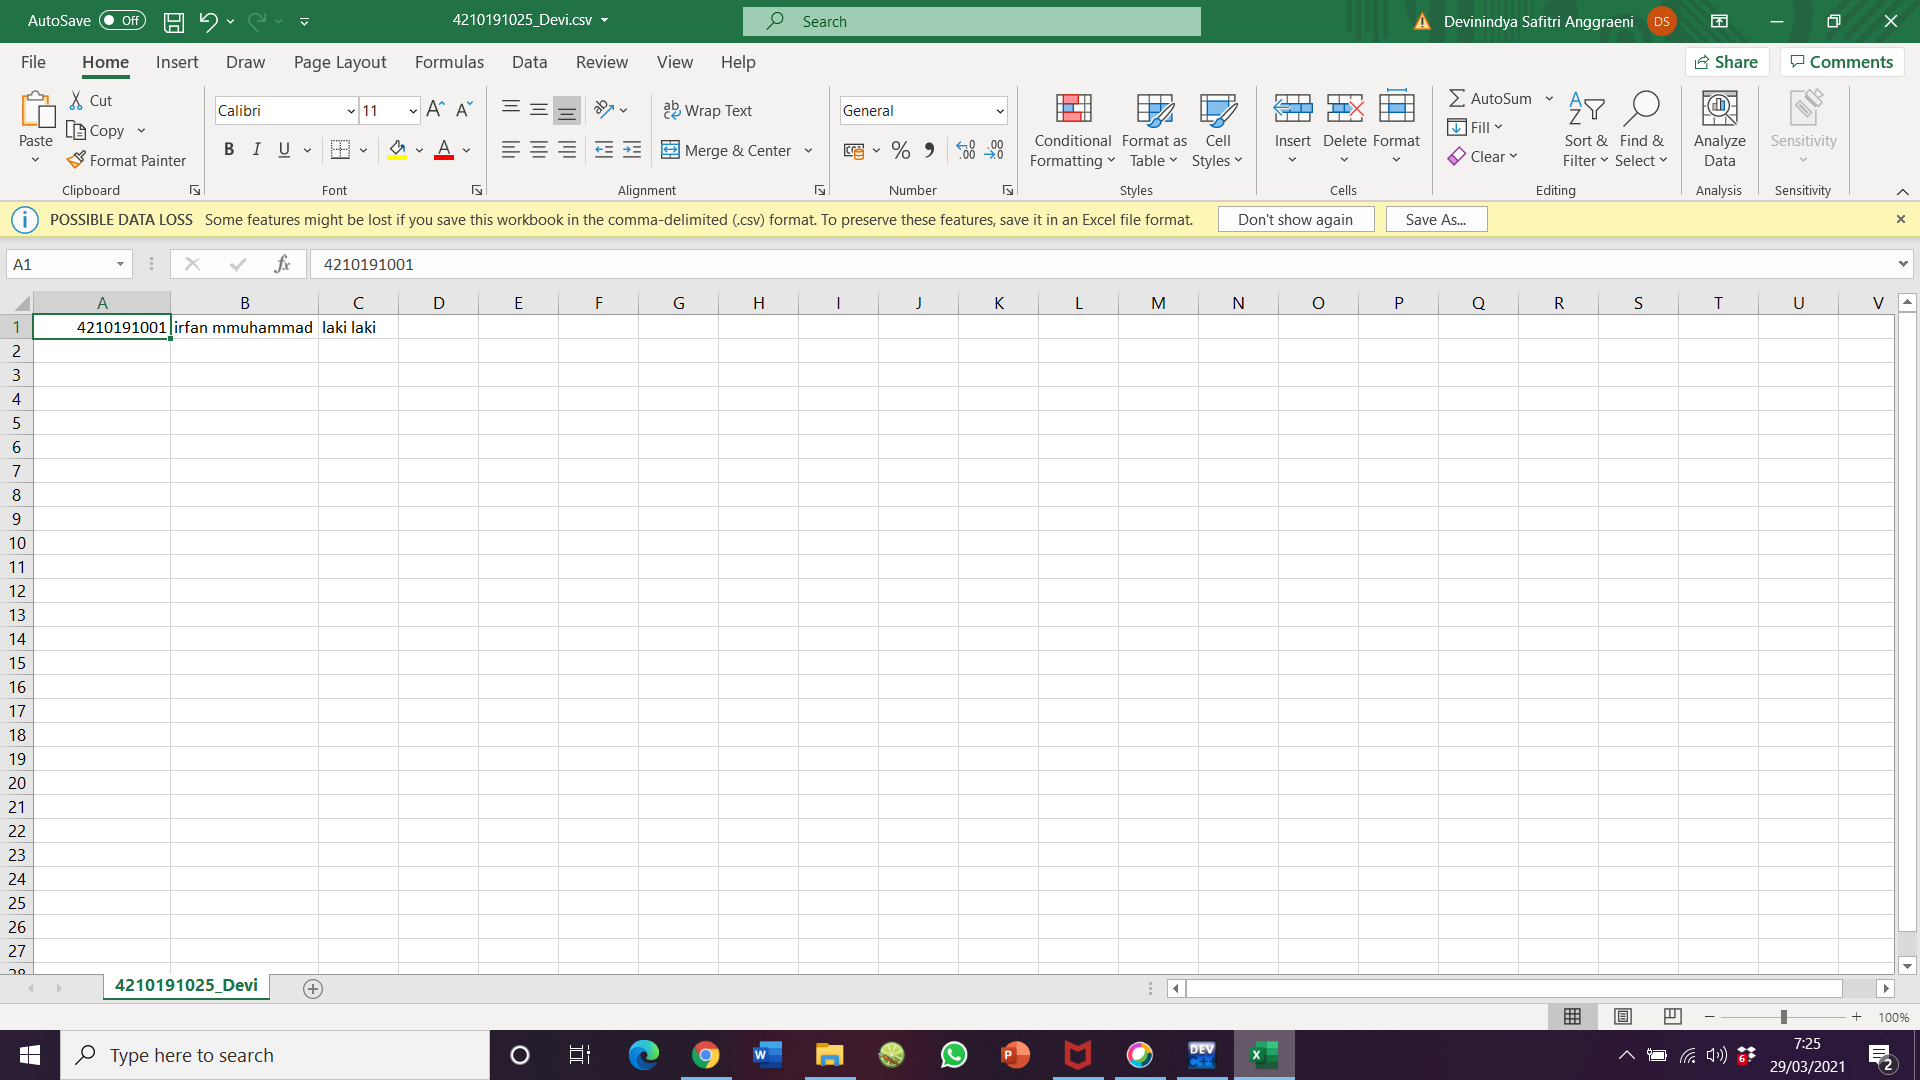 AutoSave Off 4210191025_Devi.csv Search Devinindya Safitri Anggraeni DS
File Home Insert Draw Page Layout Formulas Data Review View Help Share Comments
Paste Cut Copy Format Painter Clipboard
Calibri 11 B I U A Font
Wrap Text Merge & Center Alignment
General % Number
Conditional Formatting Format as Table Cell Styles Styles
Insert Delete Format Cells
AutoSum Fill Clear Sort & Filter Find & Select Editing
Analyze Data Analysis
Sensitivity Sensitivity
POSSIBLE DATA LOSS Some features might be lost if you save this workbook in the comma-delimited (.csv) format. To preserve these features, save it in an Excel file format. Don't show again Save As...
A1 fx 4210191001
A B C D E F G H I J K L M N O P Q R S T U V
1 4210191001 irfan mmuhammad laki laki
2
3
4
5
6
7
8
9
10
11
12
13
14
15
16
17
18
19
20
21
22
23
24
25
26
27
28
4210191025_Devi
100%
Type here to search
7:25
29/03/2021
2